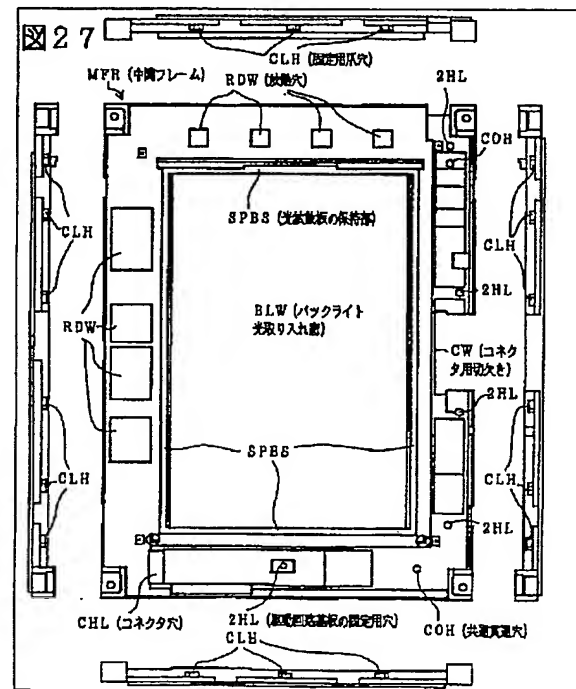 図27
CLH (固定用爪穴)
MFR (中間フレーム)
RDW (放熱穴)
2HL
COH
CLH
SPBS (光拡散板の保持部)
CLH
2HL
BLW (バックライト
光取り入れ窓)
RDW
CW (コネク
タ用切欠き)
2HL
SPBS
CLH
CLH
2HL
CHL (コネクタ穴)
2HL (駆動回路基板の固定用穴)
COH (共通貫通穴)
CLH